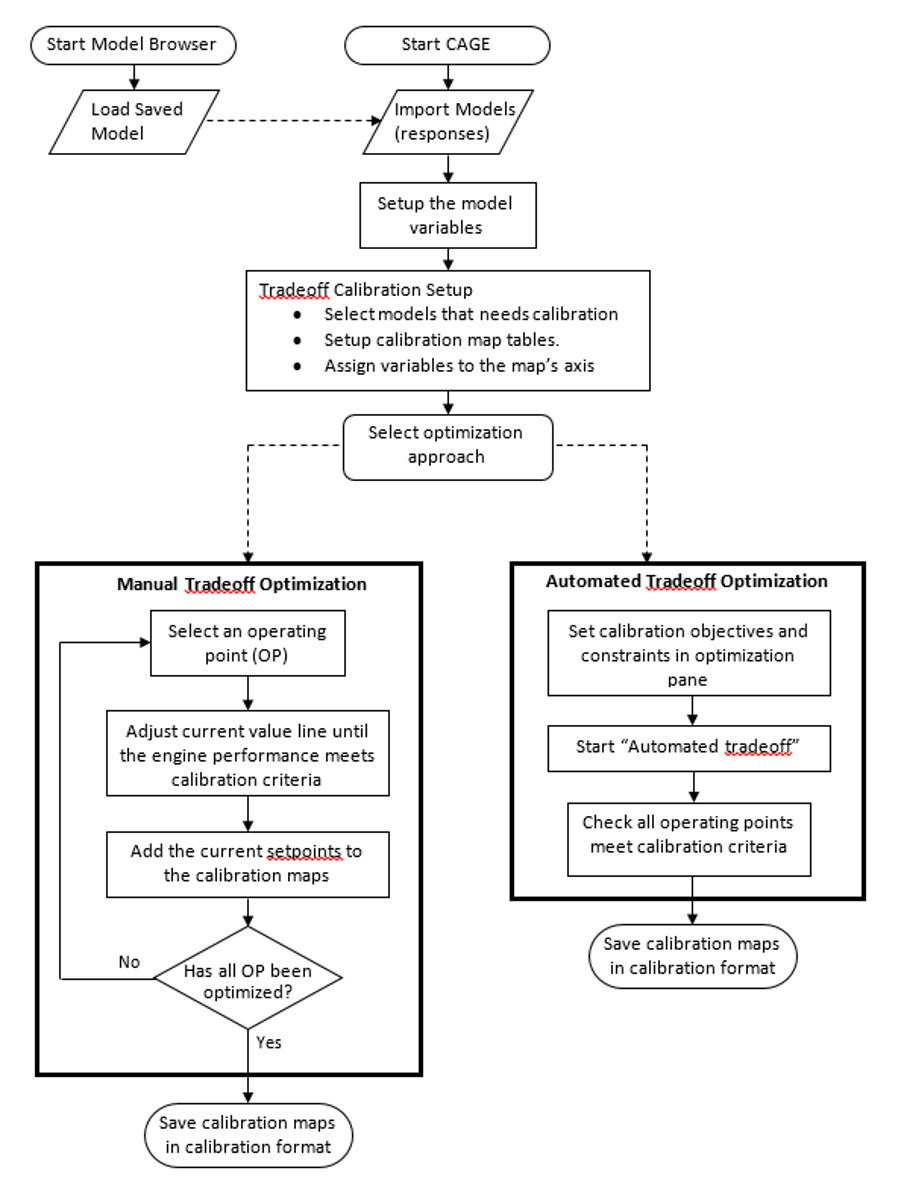 Start Model Browser
Start CAGE
Load Saved
Model
Import Models
(responses)
Setup the model
variables
Tradeoff Calibration Setup
• Select models that needs calibration
• Setup calibration map tables.
• Assign variables to the map's axis
Select optimization
approach
Manual Tradeoff Optimization
Select an operating
point (OP)
Adjust current value line until
the engine performance meets
calibration criteria
Add the current setpoints to
the calibration maps
Has all OP been
optimized?
No
Yes
Save calibration maps
in calibration format
Automated Tradeoff Optimization
Set calibration objectives and
constraints in optimization
pane
Start “Automated tradeoff”
Check all operating points
meet calibration criteria
Save calibration maps
in calibration format